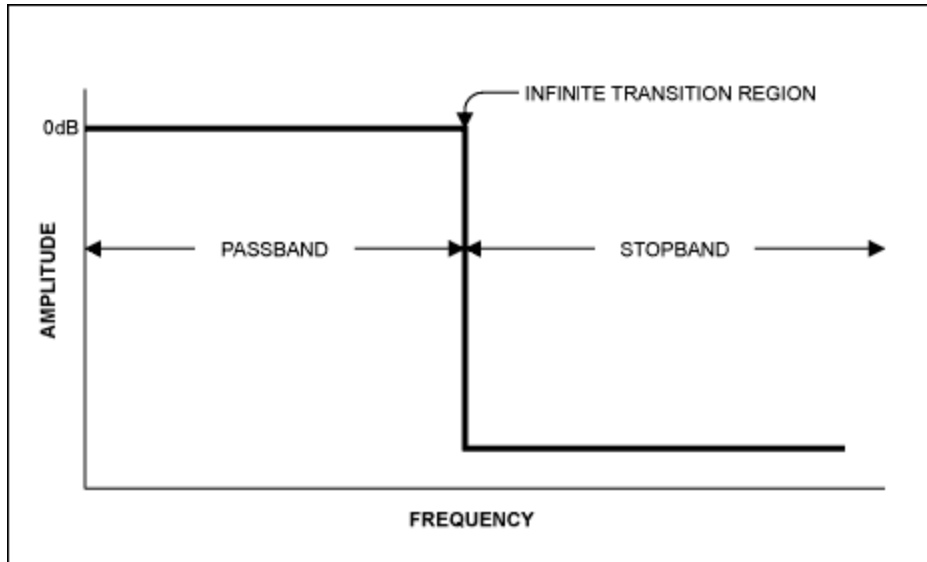 INFINITE TRANSITION REGION
0dB
PASSBAND
STOPBAND
AMPLITUDE
FREQUENCY